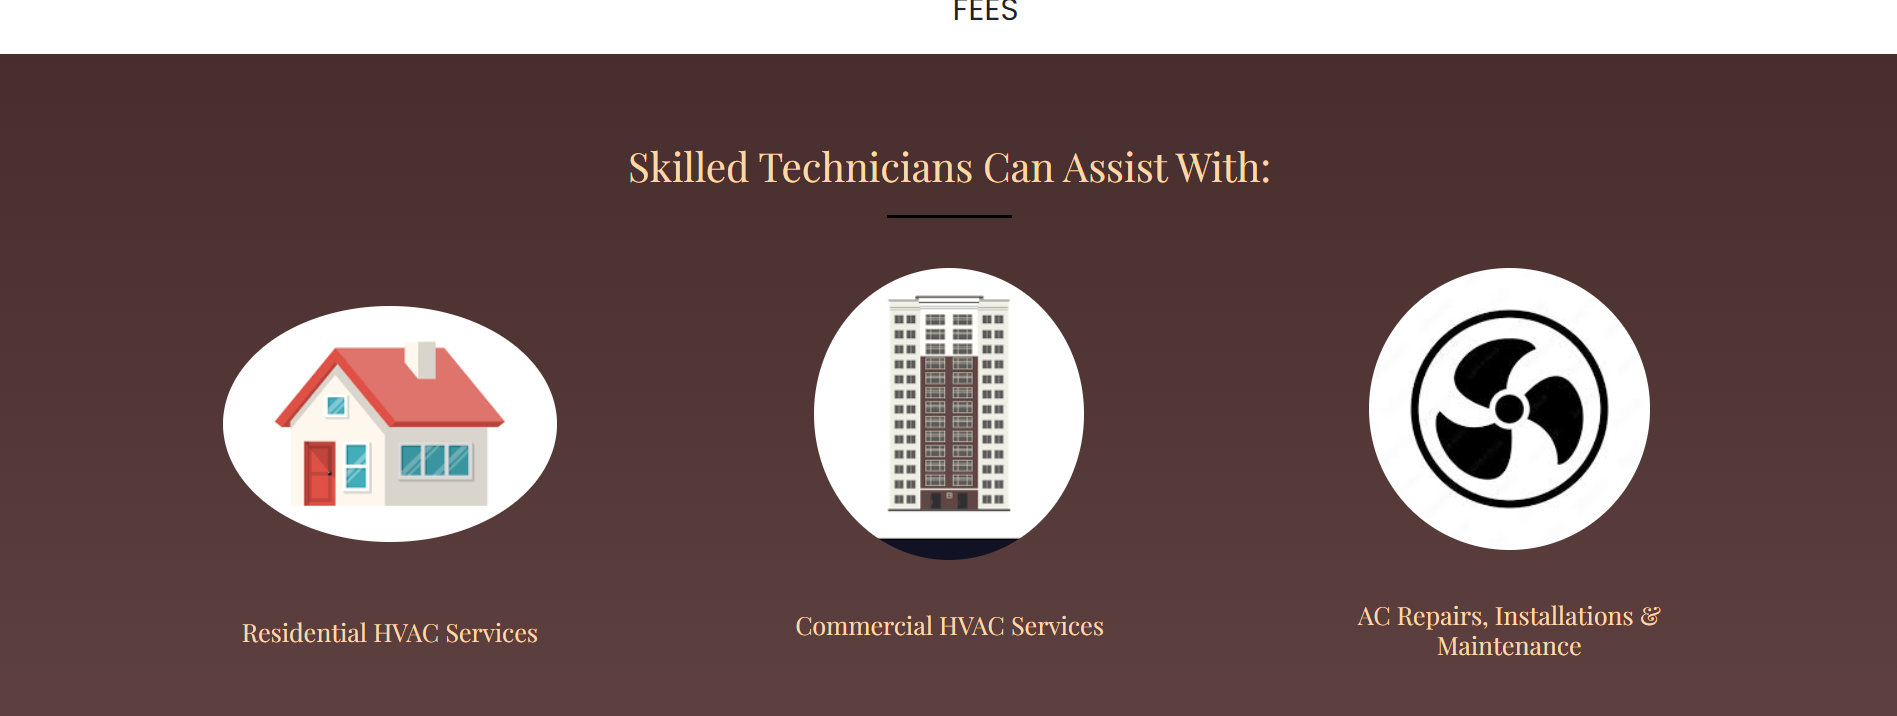 FEES
Skilled Technicians Can Assist With:
Residential HVAC Services
Commercial HVAC Services
AC Repairs, Installations &
Maintenance